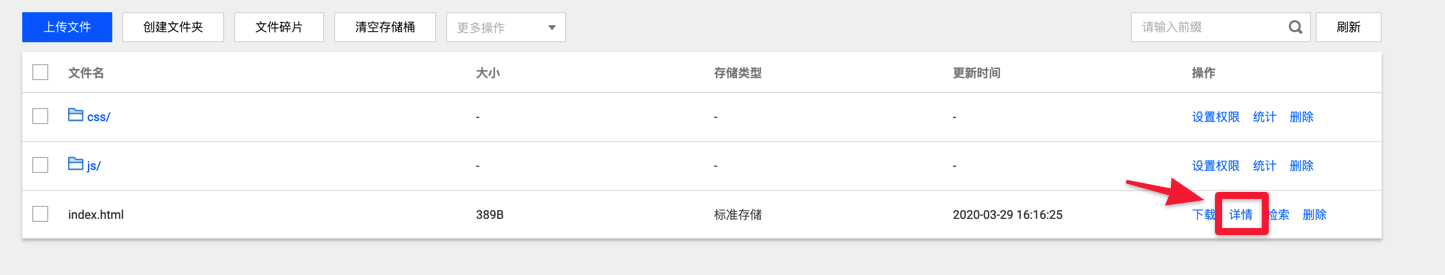 上传文件 创建文件夹 文件碎片 清空存储桶 更多操作 请输入前缀 刷新
文件名 大小 存储类型 更新时间 操作
css/ - - - 设置权限 统计 删除
js/ - - - 设置权限 统计 删除
index.html 389B 标准存储 2020-03-29 16:16:25 下载 详情 检索 删除